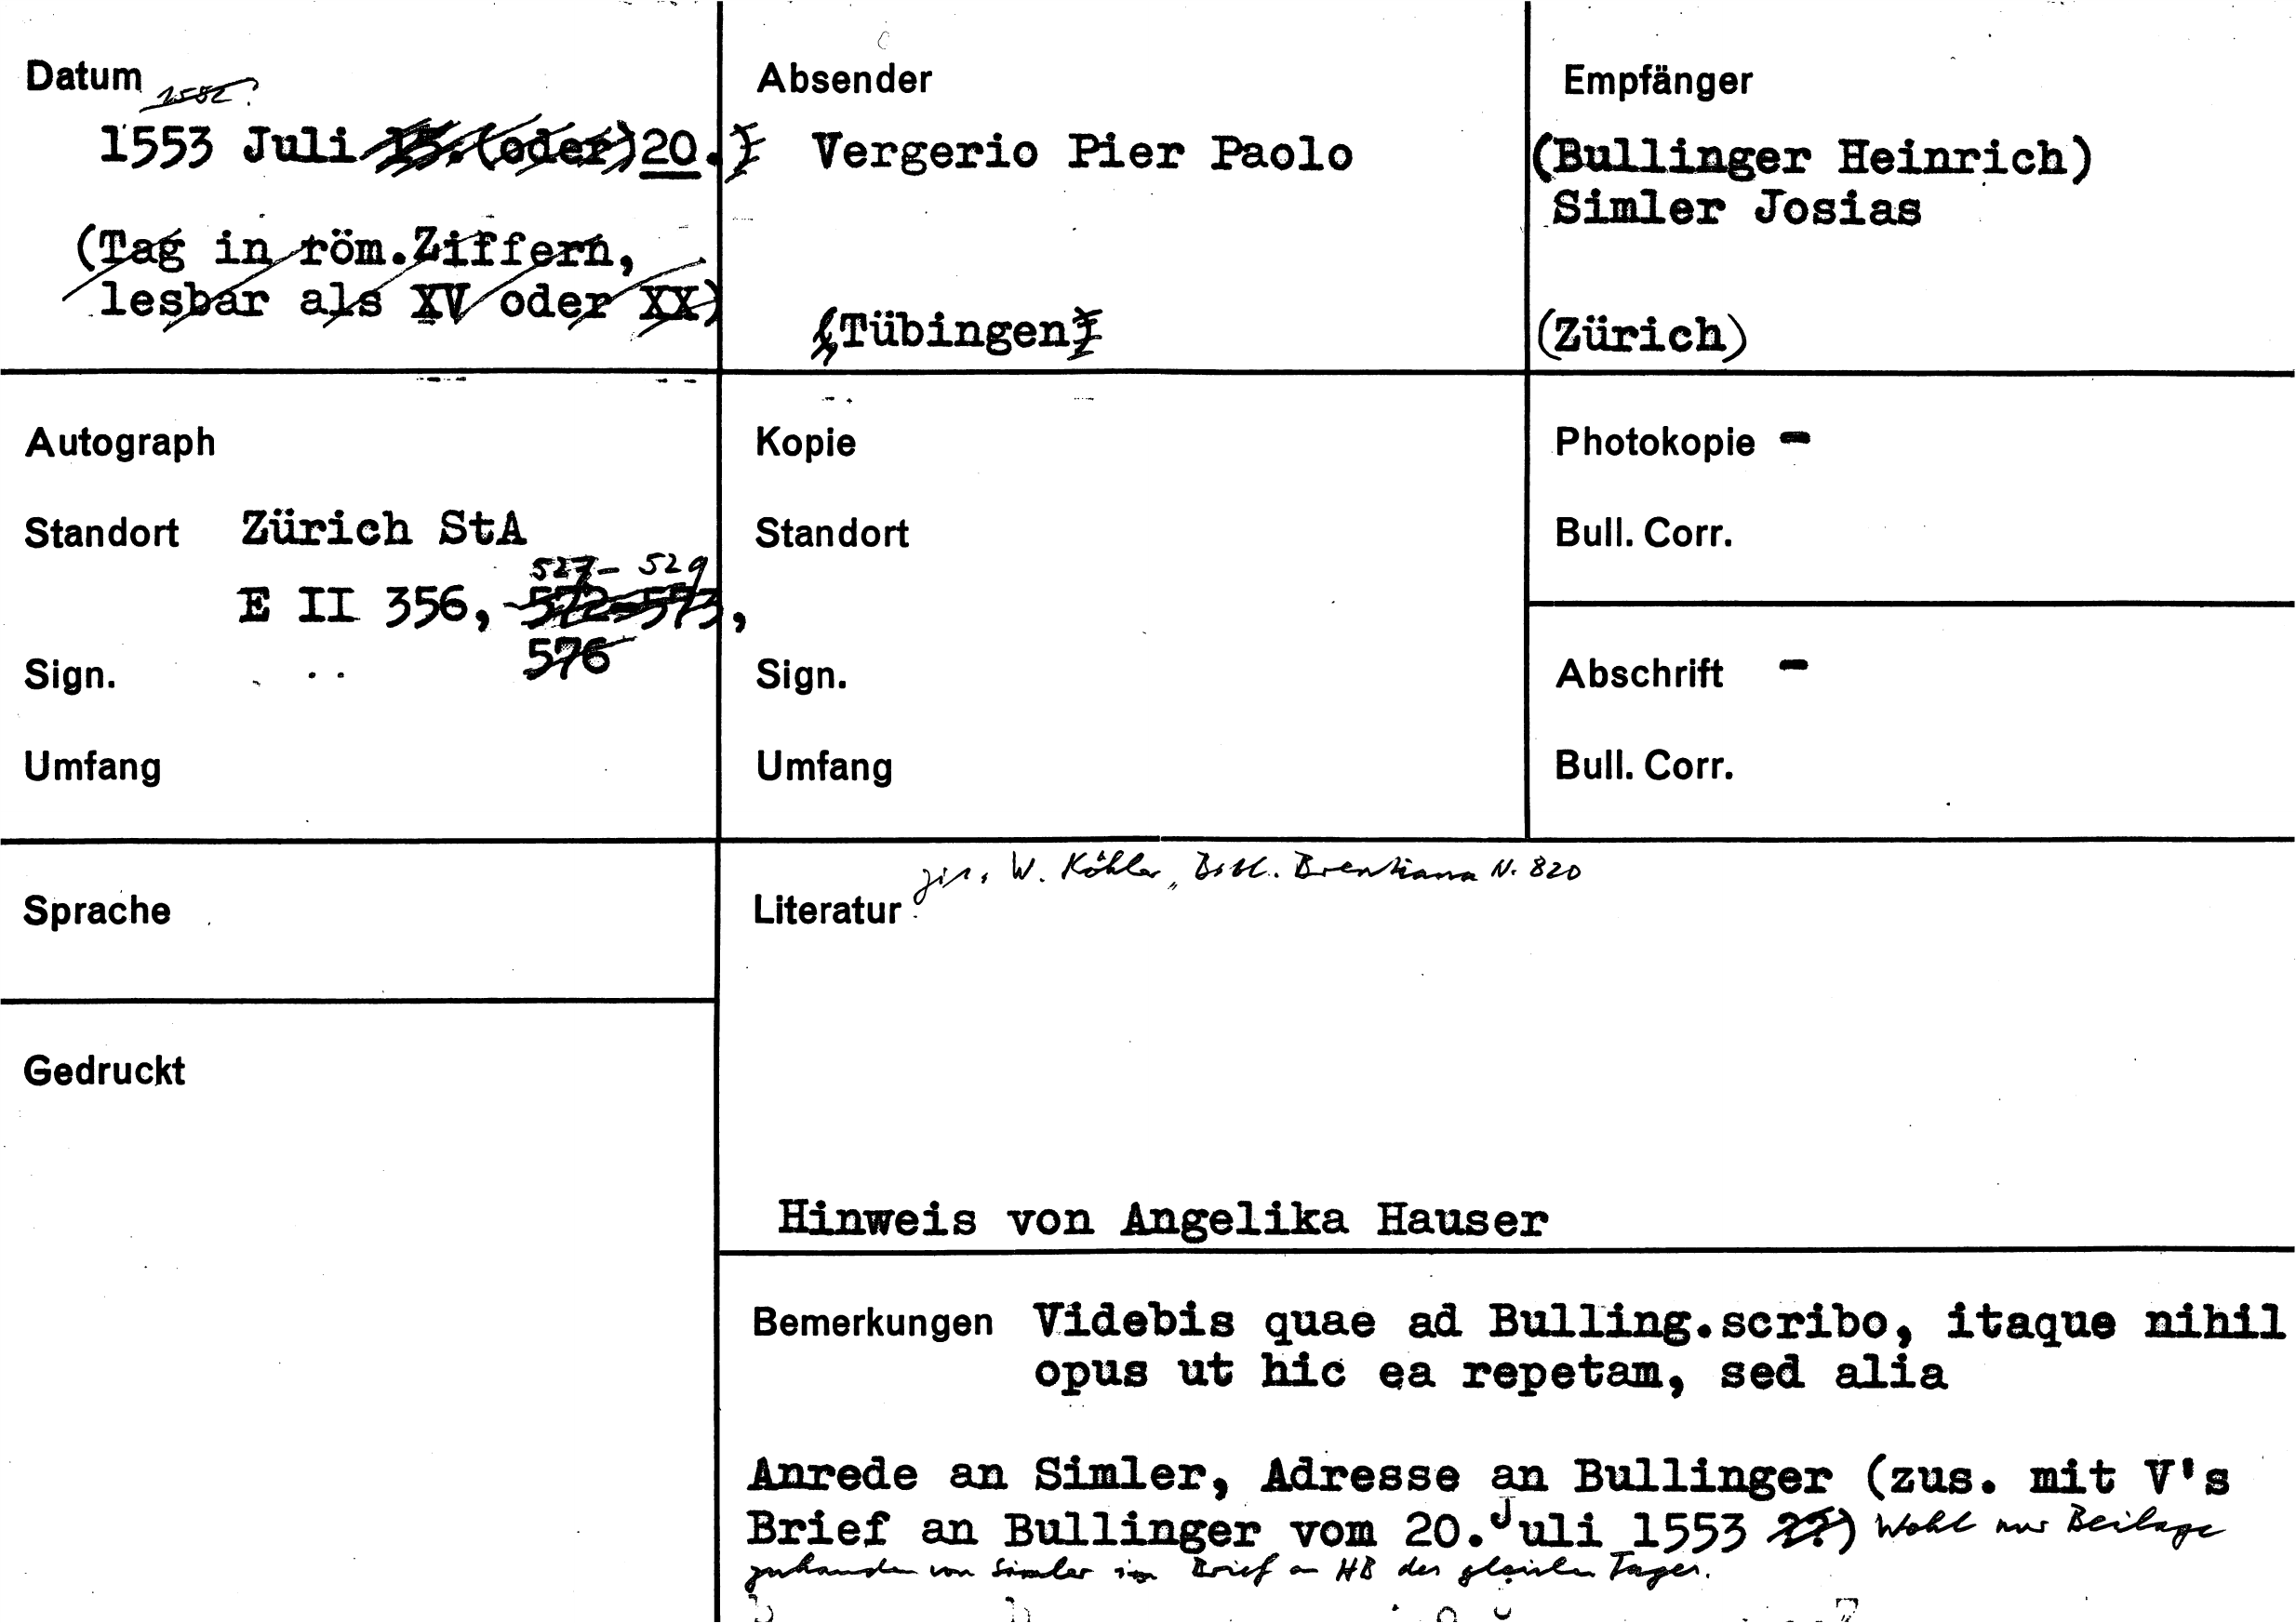 Datum 1552?
1553 Juli 15.(oder)20.)
(Tag in röm.Ziffern,
lesbar als XV oder XX)
Absender
Vergerio Pier Paolo
(Tübingen)
Empfänger
(Bullinger Heinrich)
Simler Josias
(Zürich)
Autograph
Standort Zürich StA
527-529
E II 356, 572-573,
576
Sign.
Umfang
Kopie
Standort
Sign.
Umfang
Photokopie -
Bull. Corr.
Abschrift -
Bull. Corr.
Sprache
Gedruckt
zit. W. Köhler, Bibl. Brentiana N. 820
Literatur
Hinweis von Angelika Hauser
Bemerkungen Videbis quae ad Bulling.scribo, itaque nihil
opus ut hic ea repetam, sed alia
Anrede an Simler, Adresse an Bullinger (zus. mit V's
Brief an Bullinger vom 20.Juli 1553 ??) Wohl nur Beilage
zuhanden von Simler im Brief an HB des gleichen Tages.